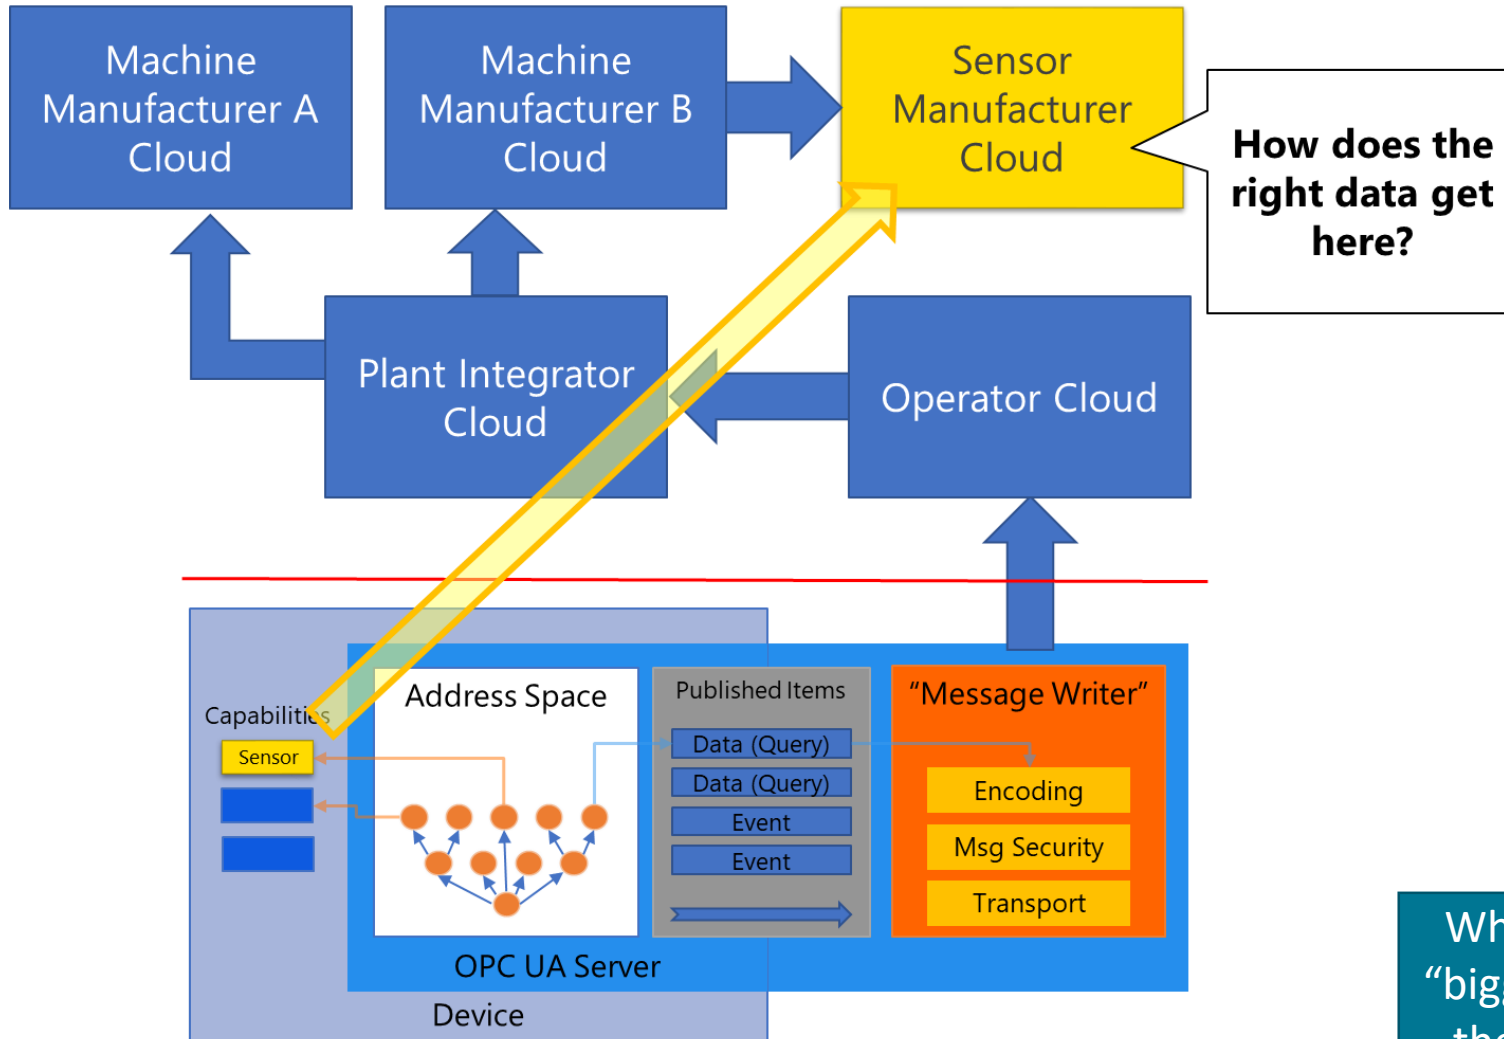 Machine
Manufacturer A
Cloud
Machine
Manufacturer B
Cloud
Sensor
Manufacturer
Cloud
How does the
right data get
here?
Plant Integrator
Cloud
Operator Cloud
Capabilities
Sensor
Address Space
Published Items
Data (Query)
Data (Query)
Event
Event
“Message Writer”
Encoding
Msg Security
Transport
OPC UA Server
Device